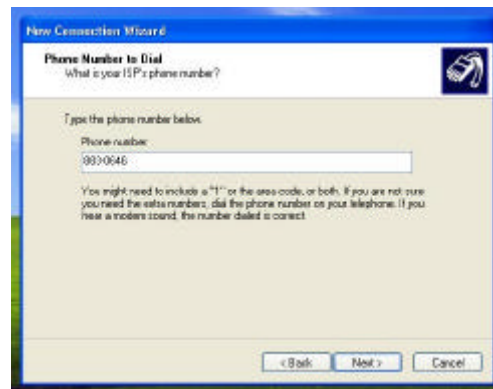 New Connection Wizard
Phone Number to Dial
What is your ISP's phone number?
Type the phone number below.
Phone number:
You might need to include a "1" or the area code, or both. If you are not sure
you need the extra numbers, dial the phone number on your telephone. If you
hear a modem sound, the number dialed is correct.
< Back
Next >
Cancel